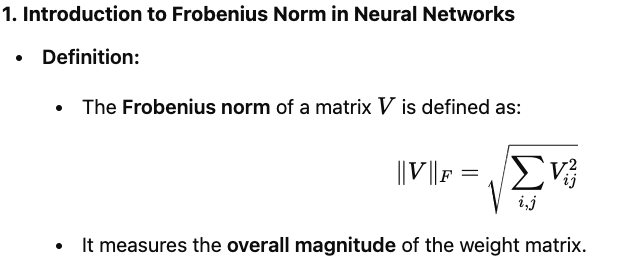 1. Introduction to Frobenius Norm in Neural Networks
• Definition:
• The Frobenius norm of a matrix V is defined as:
‖V‖_F = √(∑_{i,j} V_{ij}^2)
• It measures the overall magnitude of the weight matrix.